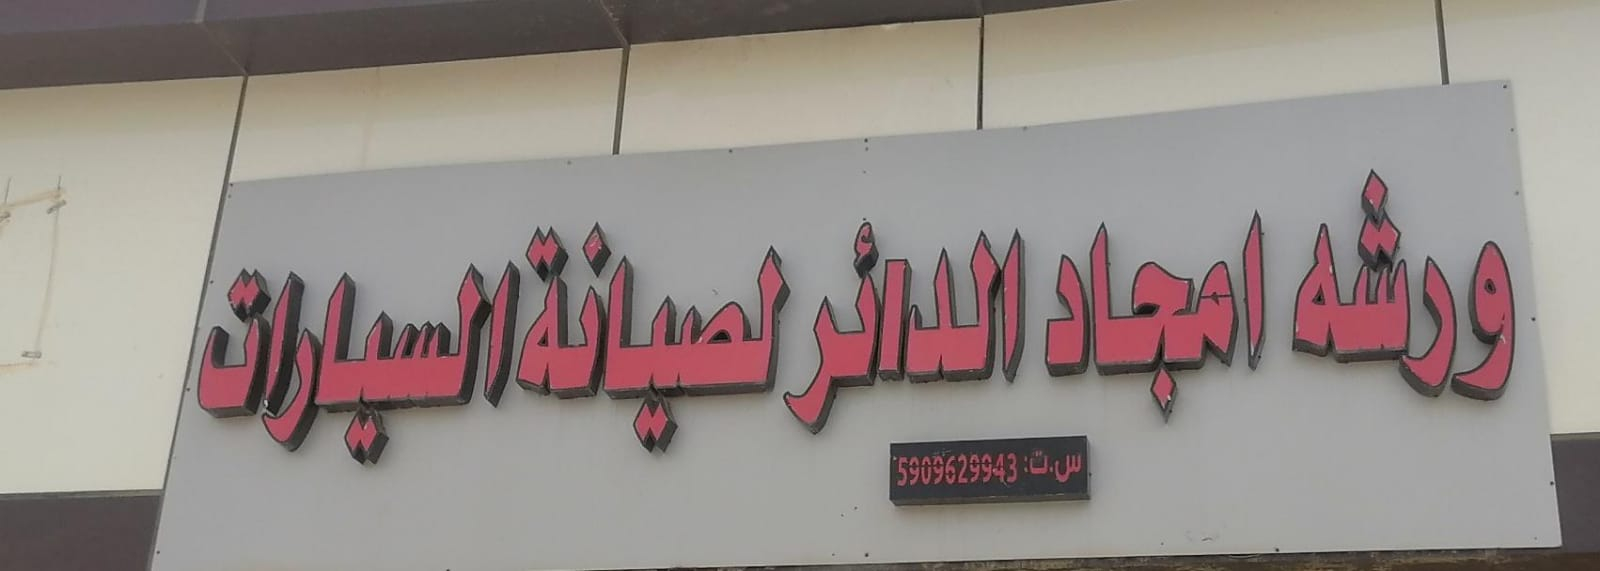 ورشه امجاد الدائر لصيانة السيارات
س.ت: 5909629943